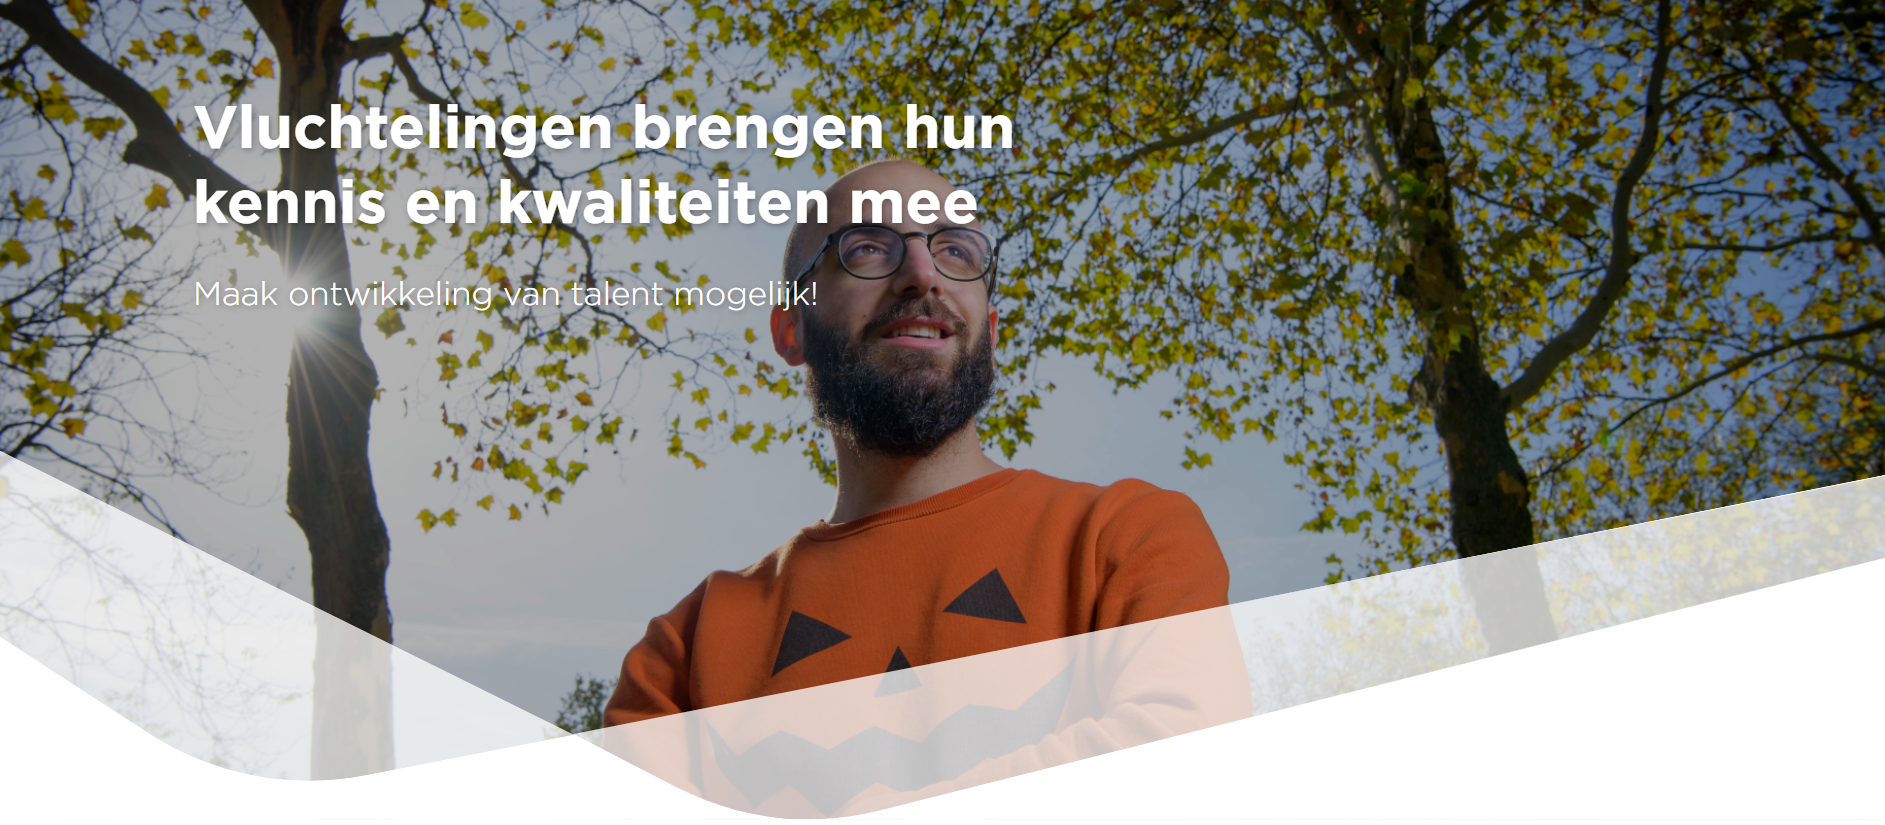 Vluchtelingen brengen hun
kennis en kwaliteiten mee
Maak ontwikkeling van talent mogelijk!